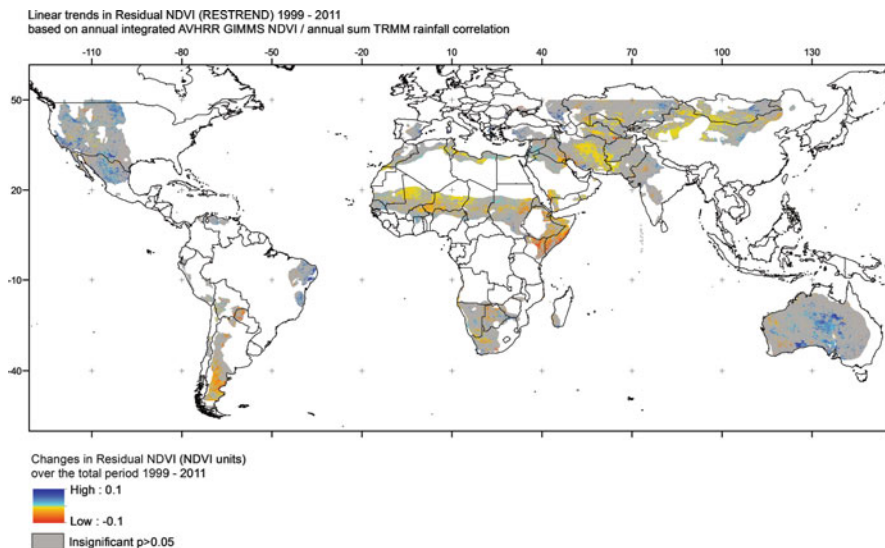 Linear trends in Residual NDVI (RESTREND) 1999 - 2011
based on annual integrated AVHRR GIMMS NDVI / annual sum TRMM rainfall correlation
-110 -80 -50 -20 10 40 70 100 130
50
20
-10
-40
Changes in Residual NDVI (NDVI units)
over the total period 1999 - 2011
High : 0.1
Low : -0.1
Insignificant p>0.05